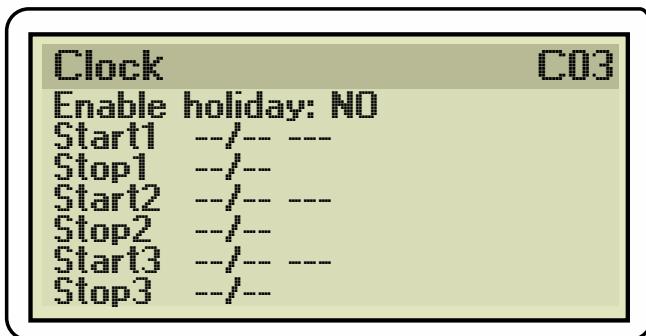 Clock C03
Enable holiday: NO
Start1 --/-- ---
Stop1 --/--
Start2 --/-- ---
Stop2 --/--
Start3 --/-- ---
Stop3 --/--